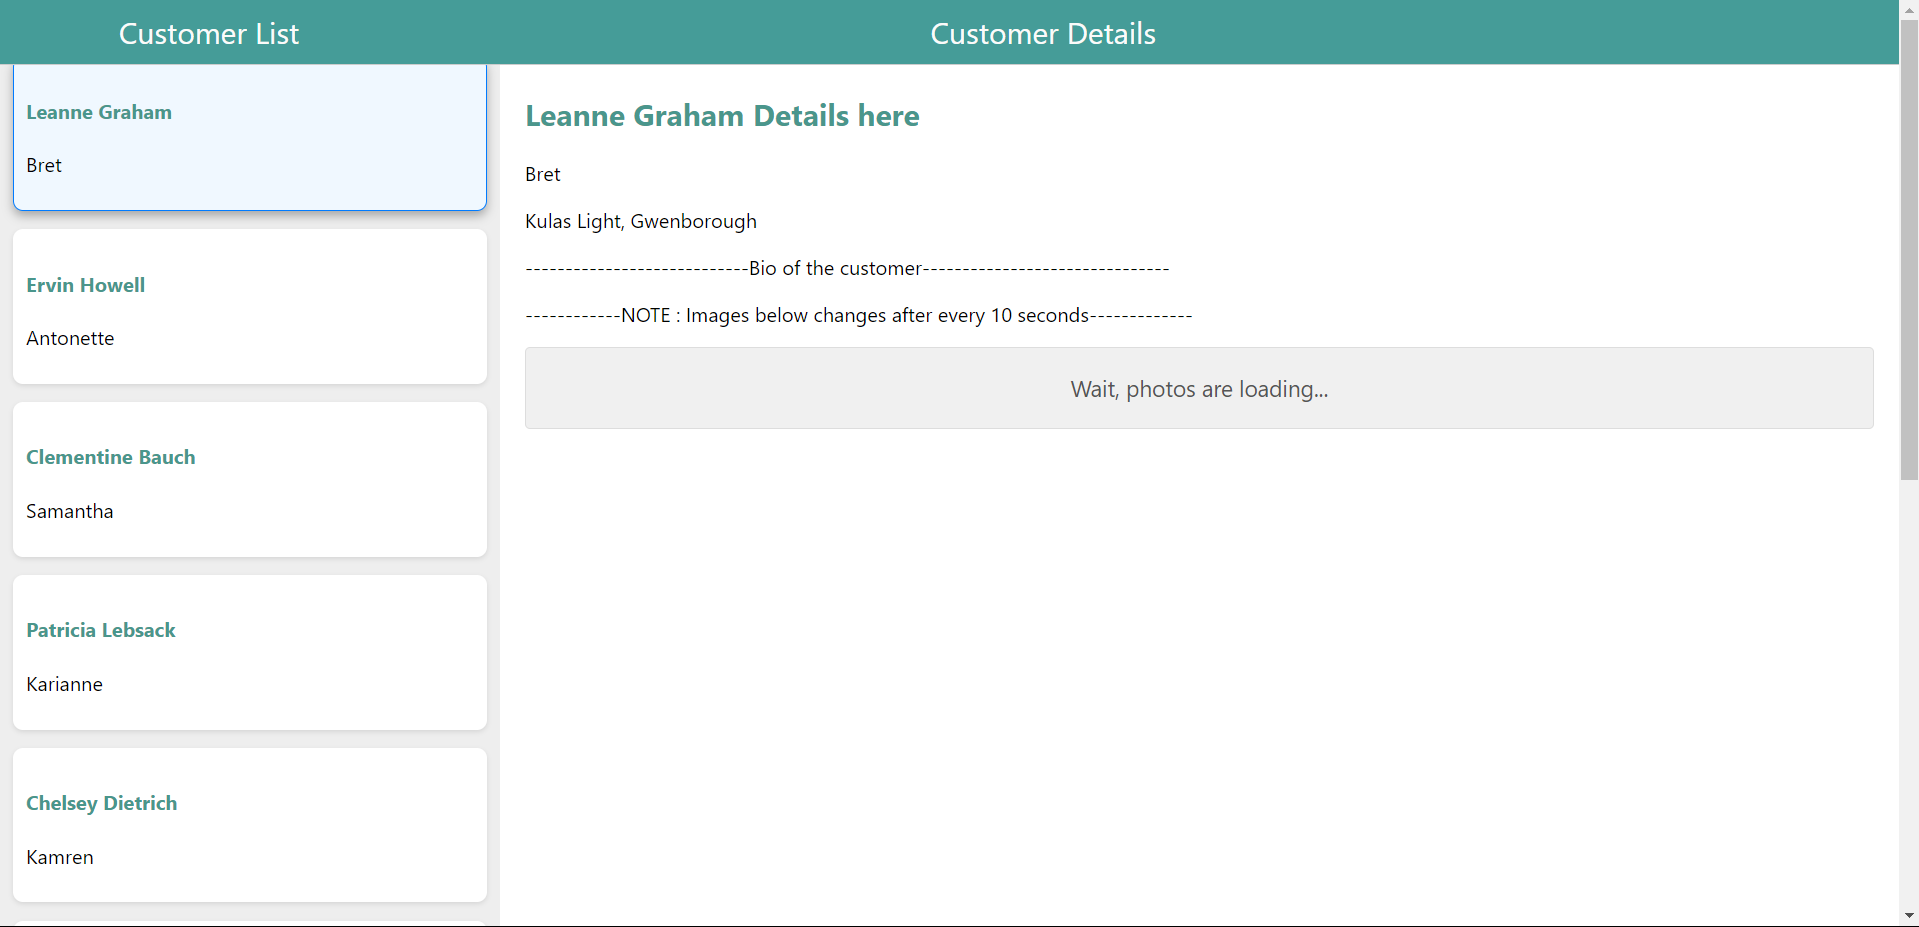 Customer List
Customer Details
Leanne Graham
Bret
Ervin Howell
Antonette
Clementine Bauch
Samantha
Patricia Lebsack
Karianne
Chelsey Dietrich
Kamren
Leanne Graham Details here
Bret
Kulas Light, Gwenborough
----------------------------Bio of the customer-------------------------------
------------NOTE : Images below changes after every 10 seconds-------------
Wait, photos are loading...